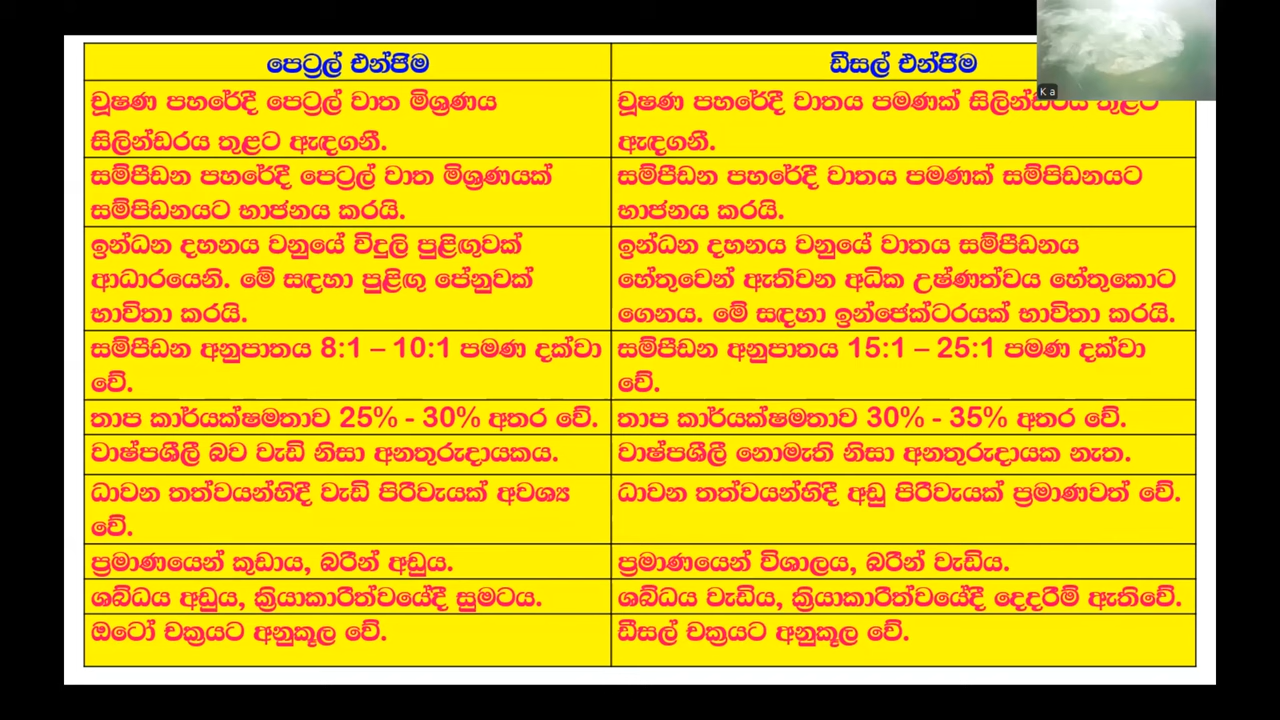 පෙට්‍රල් එන්ජිම
ඩීසල් එන්ජිම
චූෂණ පහරේදී පෙට්‍රල් වාත මිශ්‍රණය
සිලින්ඩරය තුළට ඇඳගනී.
චූෂණ පහරේදී වාතය පමණක්
ඇඳගනී.
සම්පීඩන පහරේදී පෙට්‍රල් වාත මිශ්‍රණයක්
සම්පිඩනයට භාජනය කරයි.
සම්පීඩන පහරේදී වාතය පමණක් සම්පිඩනයට
භාජනය කරයි.
ඉන්ධන දහනය වනුයේ විදුලි පුළිඟුවක්
ආධාරයෙනි. මේ සඳහා පුළිඟු පේනුවක්
භාවිතා කරයි.
ඉන්ධන දහනය වනුයේ වාතය සම්පීඩනය
හේතුවෙන් ඇතිවන අධික උෂ්ණත්වය හේතුකොට
ගෙනය. මේ සඳහා ඉන්ජෙක්ටරයක් භාවිතා කරයි.
සම්පීඩන අනුපාතය 8:1 – 10:1 පමණ දක්වා
වේ.
සම්පීඩන අනුපාතය 15:1 – 25:1 පමණ දක්වා
වේ.
තාප කාර්යක්ෂමතාව 25% - 30% අතර වේ.
තාප කාර්යක්ෂමතාව 30% - 35% අතර වේ.
වාෂ්පශීලී බව වැඩි නිසා අනතුරුදායකය.
වාෂ්පශීලී නොමැති නිසා අනතුරුදායක නැත.
ධාවන තත්වයන්හිදී වැඩි පිරිවැයක් අවශ්‍ය
වේ.
ධාවන තත්වයන්හිදී අඩු පිරිවැයක් ප්‍රමාණවත් වේ.
ප්‍රමාණයෙන් කුඩාය, බරින් අඩුය.
ප්‍රමාණයෙන් විශාලය, බරින් වැඩිය.
ශබ්ධය අඩුය, ක්‍රියාකාරීත්වයේදී සුමටය.
ශබ්ධය වැඩිය, ක්‍රියාකාරීත්වයේදී දෙදරීම් ඇතිවේ.
ඔටෝ චක්‍රයට අනුකූල වේ.
ඩීසල් චක්‍රයට අනුකූල වේ.
K a